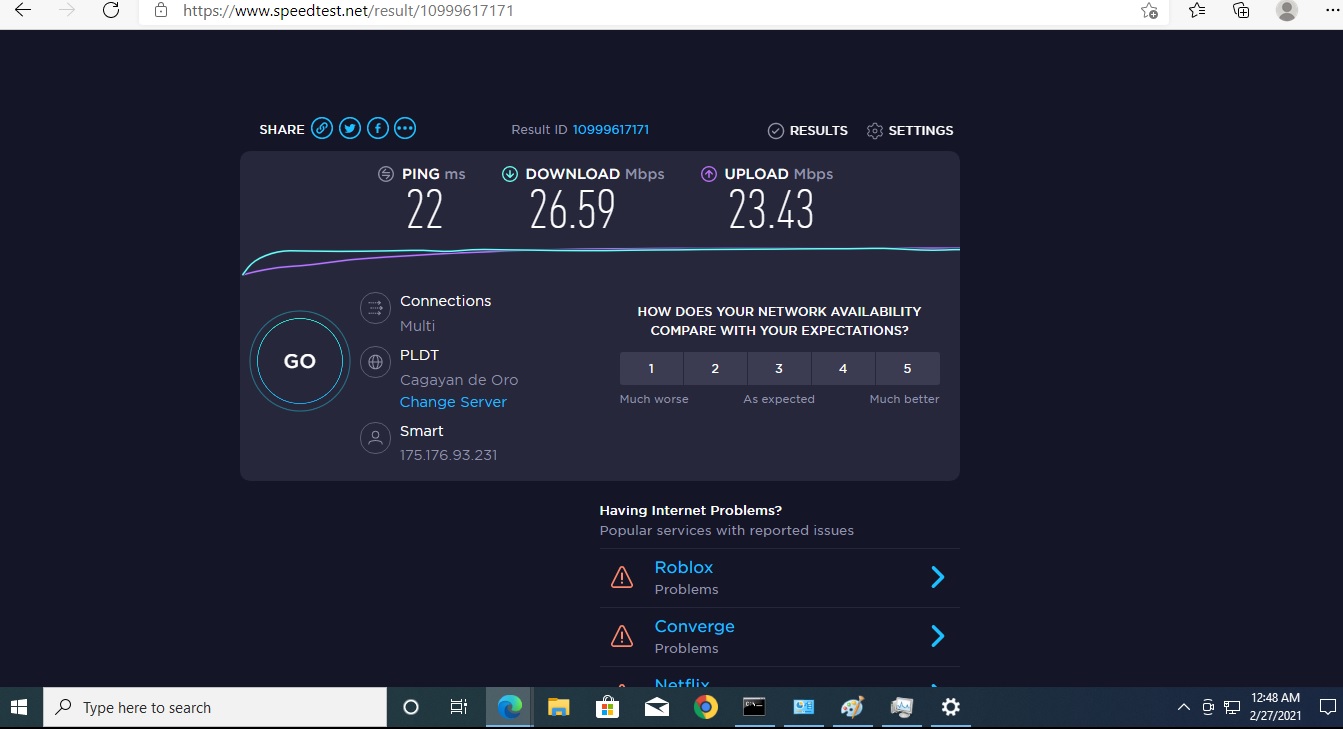 https://www.speedtest.net/result/10999617171
SHARE
Result ID 10999617171
RESULTS
SETTINGS
PING ms
DOWNLOAD Mbps
UPLOAD Mbps
22
26.59
23.43
GO
Connections
Multi
PLDT
Cagayan de Oro
Change Server
Smart
175.176.93.231
HOW DOES YOUR NETWORK AVAILABILITY
COMPARE WITH YOUR EXPECTATIONS?
1 2 3 4 5
Much worse As expected Much better
Having Internet Problems?
Popular services with reported issues
Roblox
Problems
Converge
Problems
Netflix
Type here to search
12:48 AM
2/27/2021